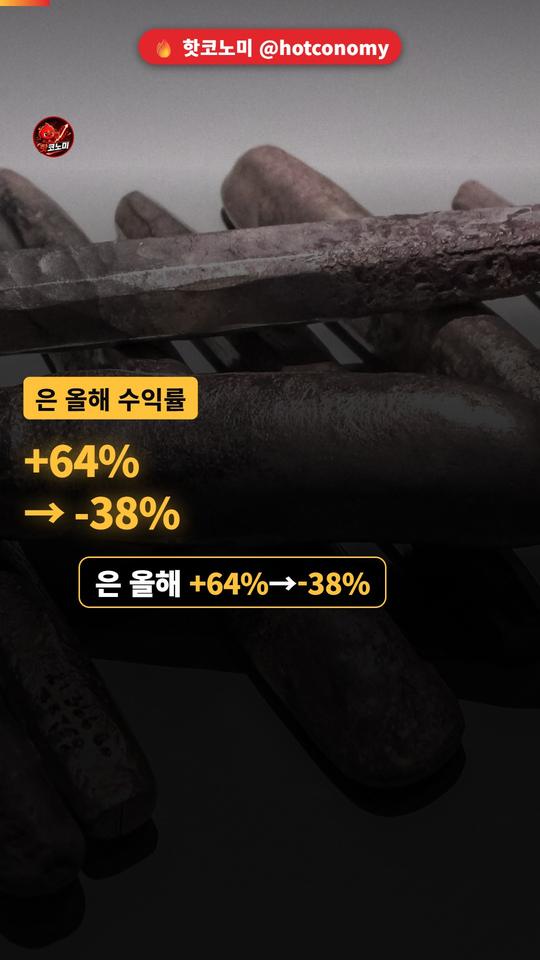 🔥 핫코노미 @hotconomy
핫코노미
은 올해 수익률
+64%
→ -38%
은 올해 +64%→-38%